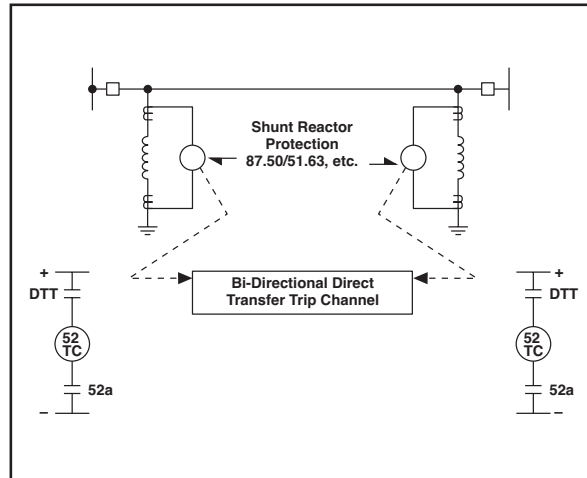 Shunt Reactor
Protection
87.50/51.63, etc.
Bi-Directional Direct
Transfer Trip Channel
+
DTT
52
TC
52a
–
+
DTT
52
TC
52a
–